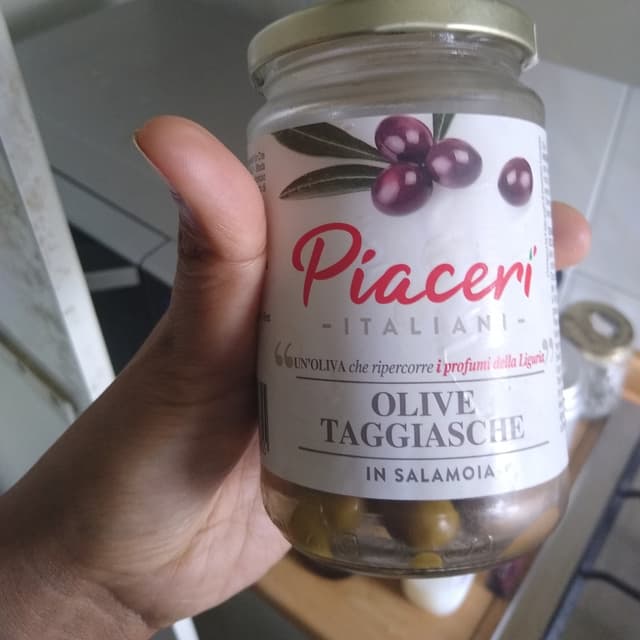 Piaceri
- ITALIANI -
“UN'OLIVA che ripercorre i profumi della Liguria”
OLIVE
TAGGIASCHE
IN SALAMOIA